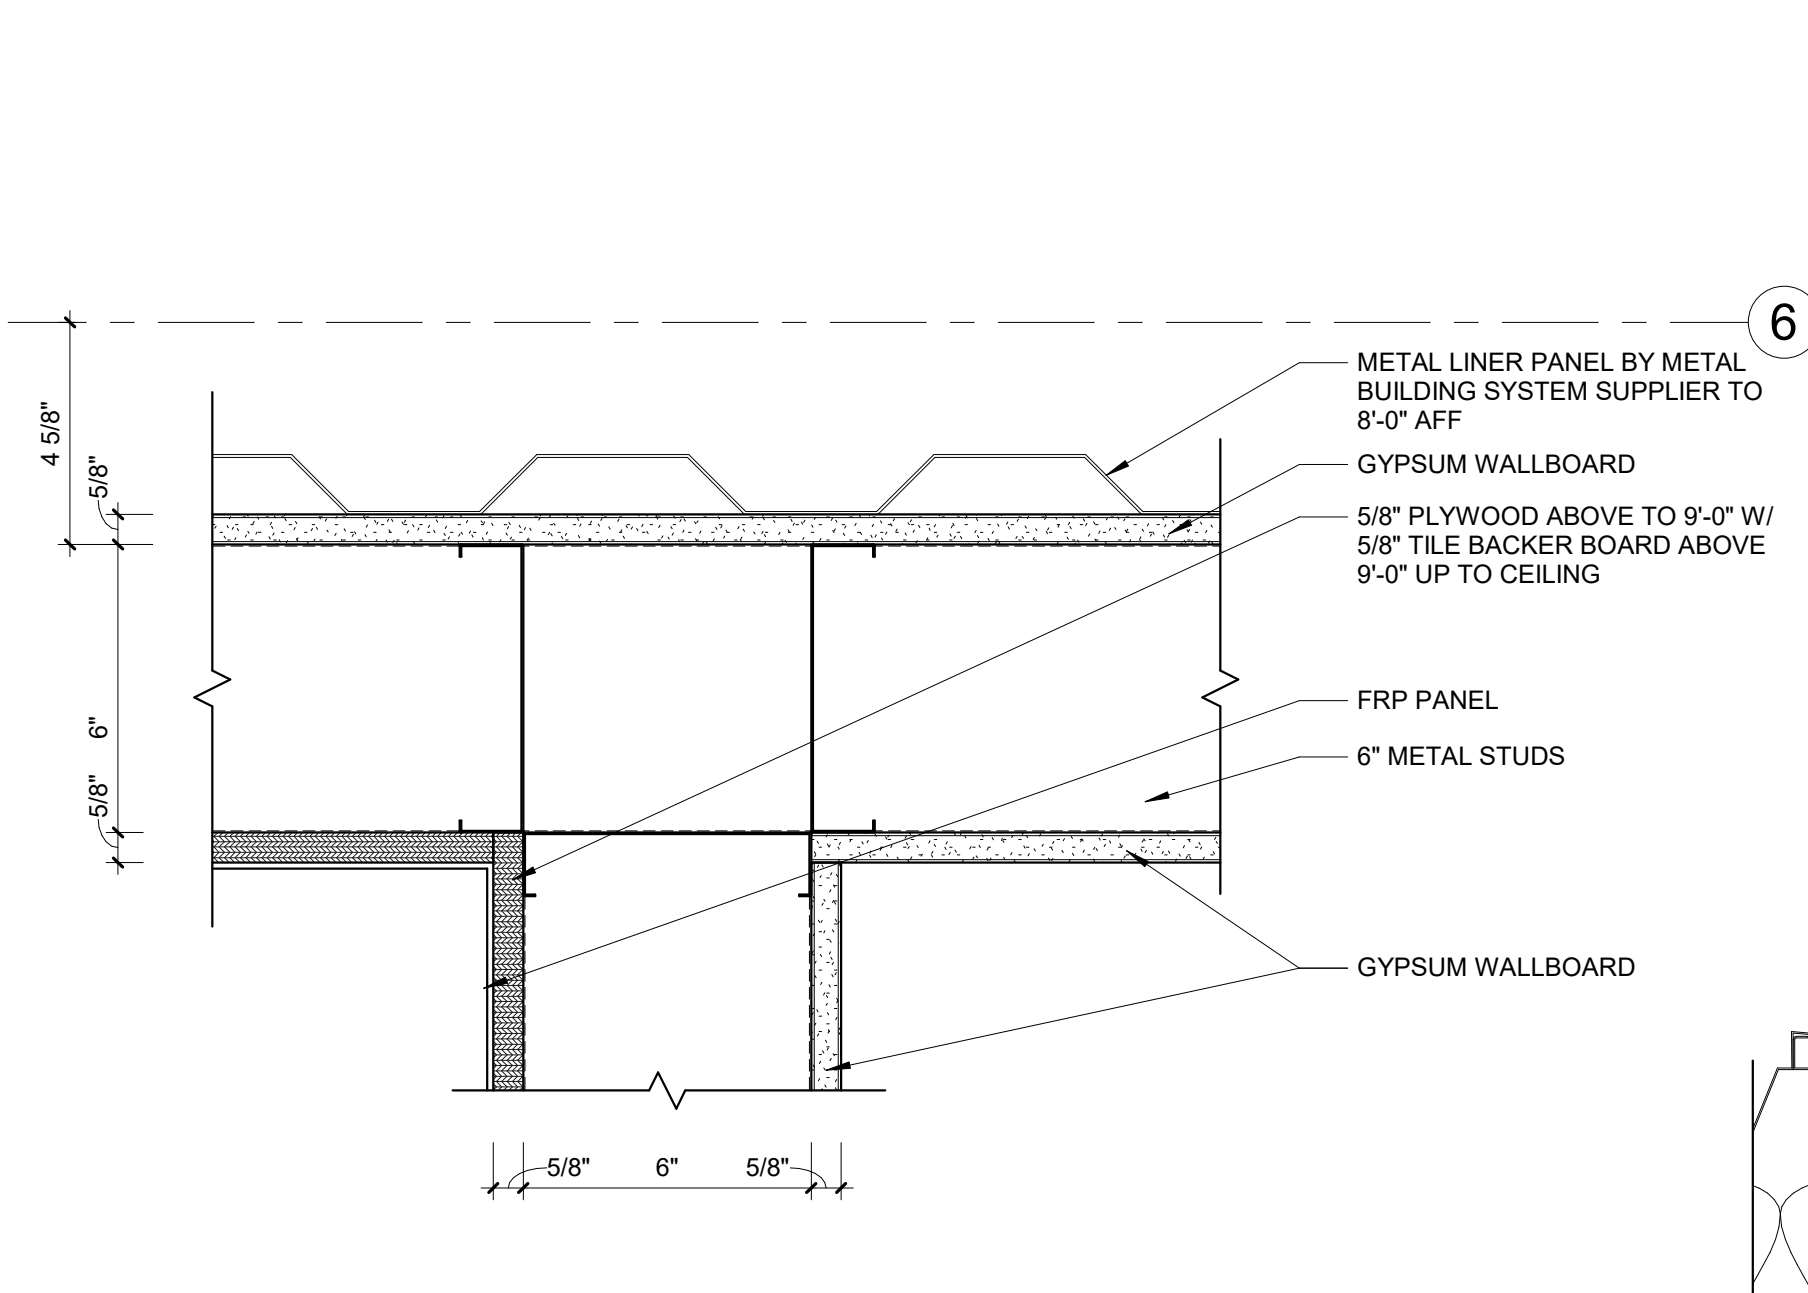 6
METAL LINER PANEL BY METAL
BUILDING SYSTEM SUPPLIER TO
8'-0" AFF
GYPSUM WALLBOARD
5/8" PLYWOOD ABOVE TO 9'-0" W/
5/8" TILE BACKER BOARD ABOVE
9'-0" UP TO CEILING
FRP PANEL
6" METAL STUDS
GYPSUM WALLBOARD
4 5/8"
5/8"
6"
5/8"
5/8" 6" 5/8"